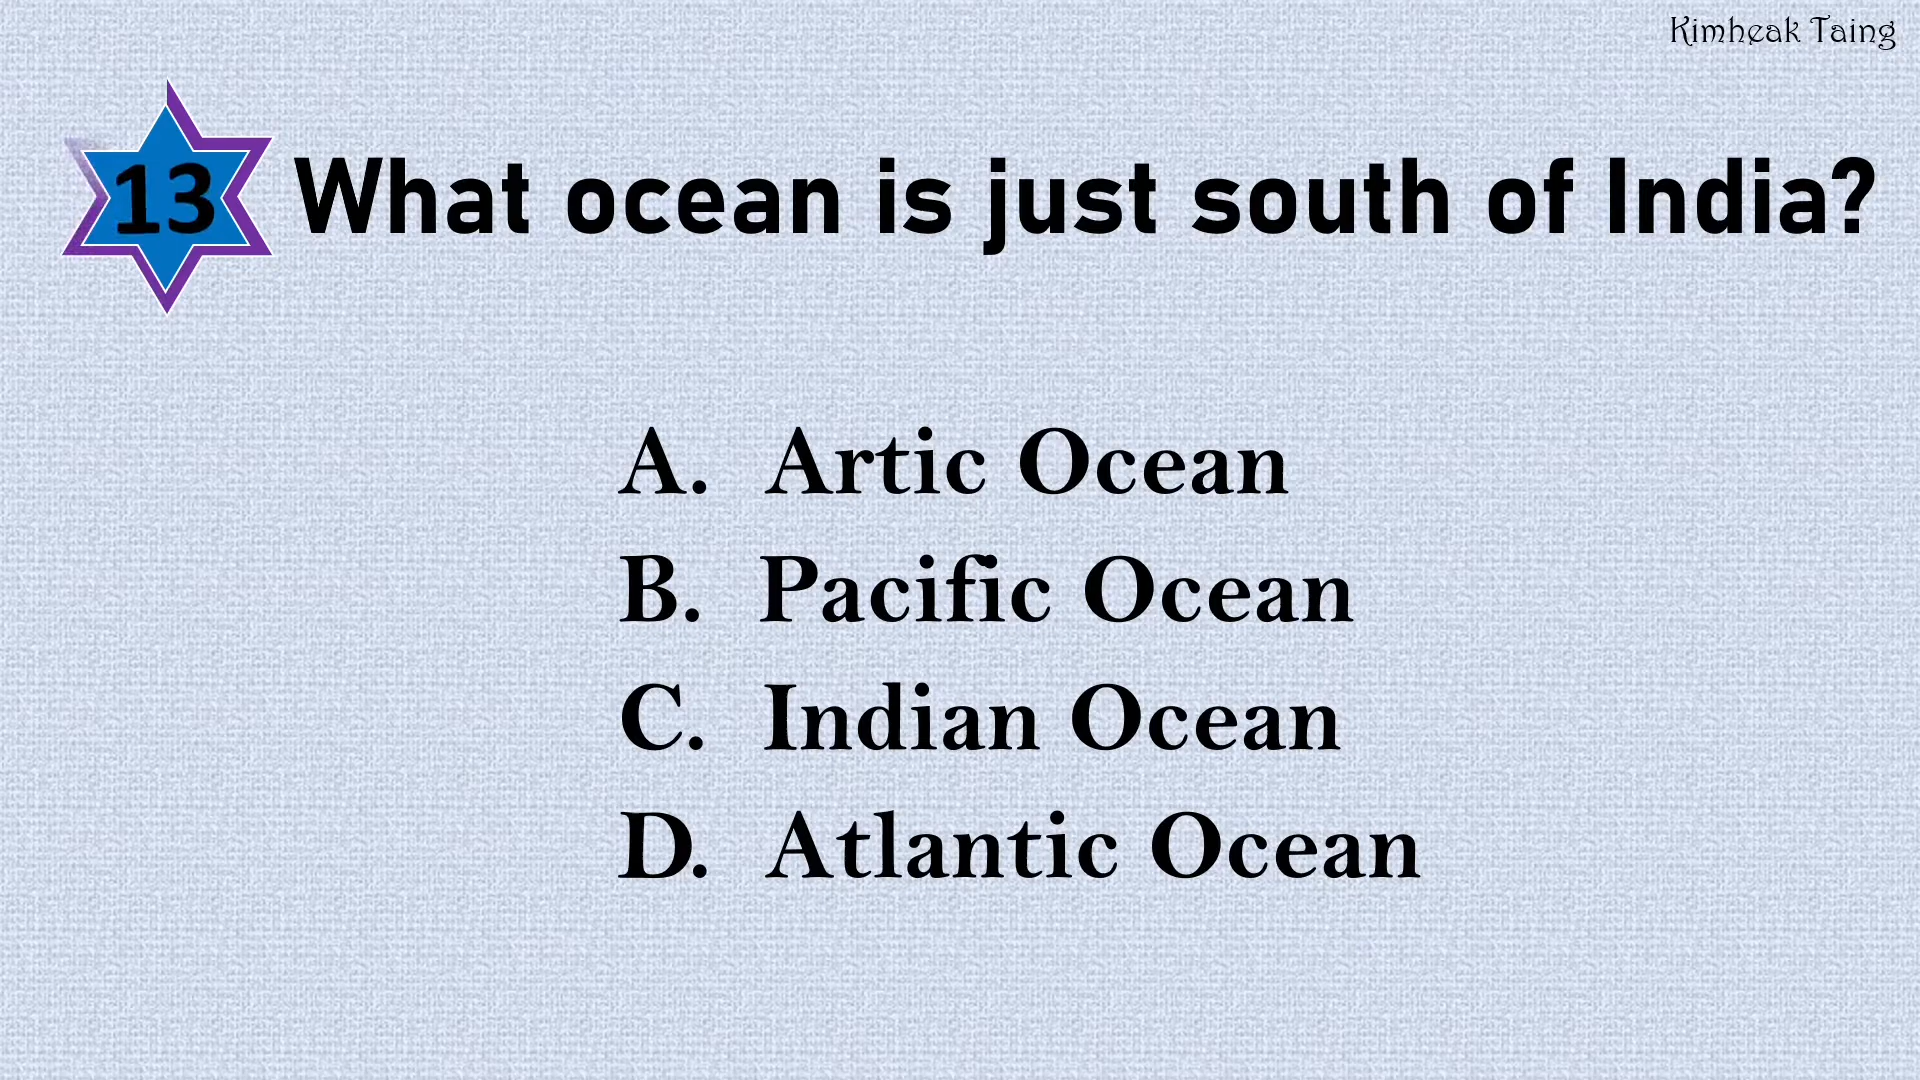 Kimheak Taing
13 What ocean is just south of India?
A. Artic Ocean
B. Pacific Ocean
C. Indian Ocean
D. Atlantic Ocean